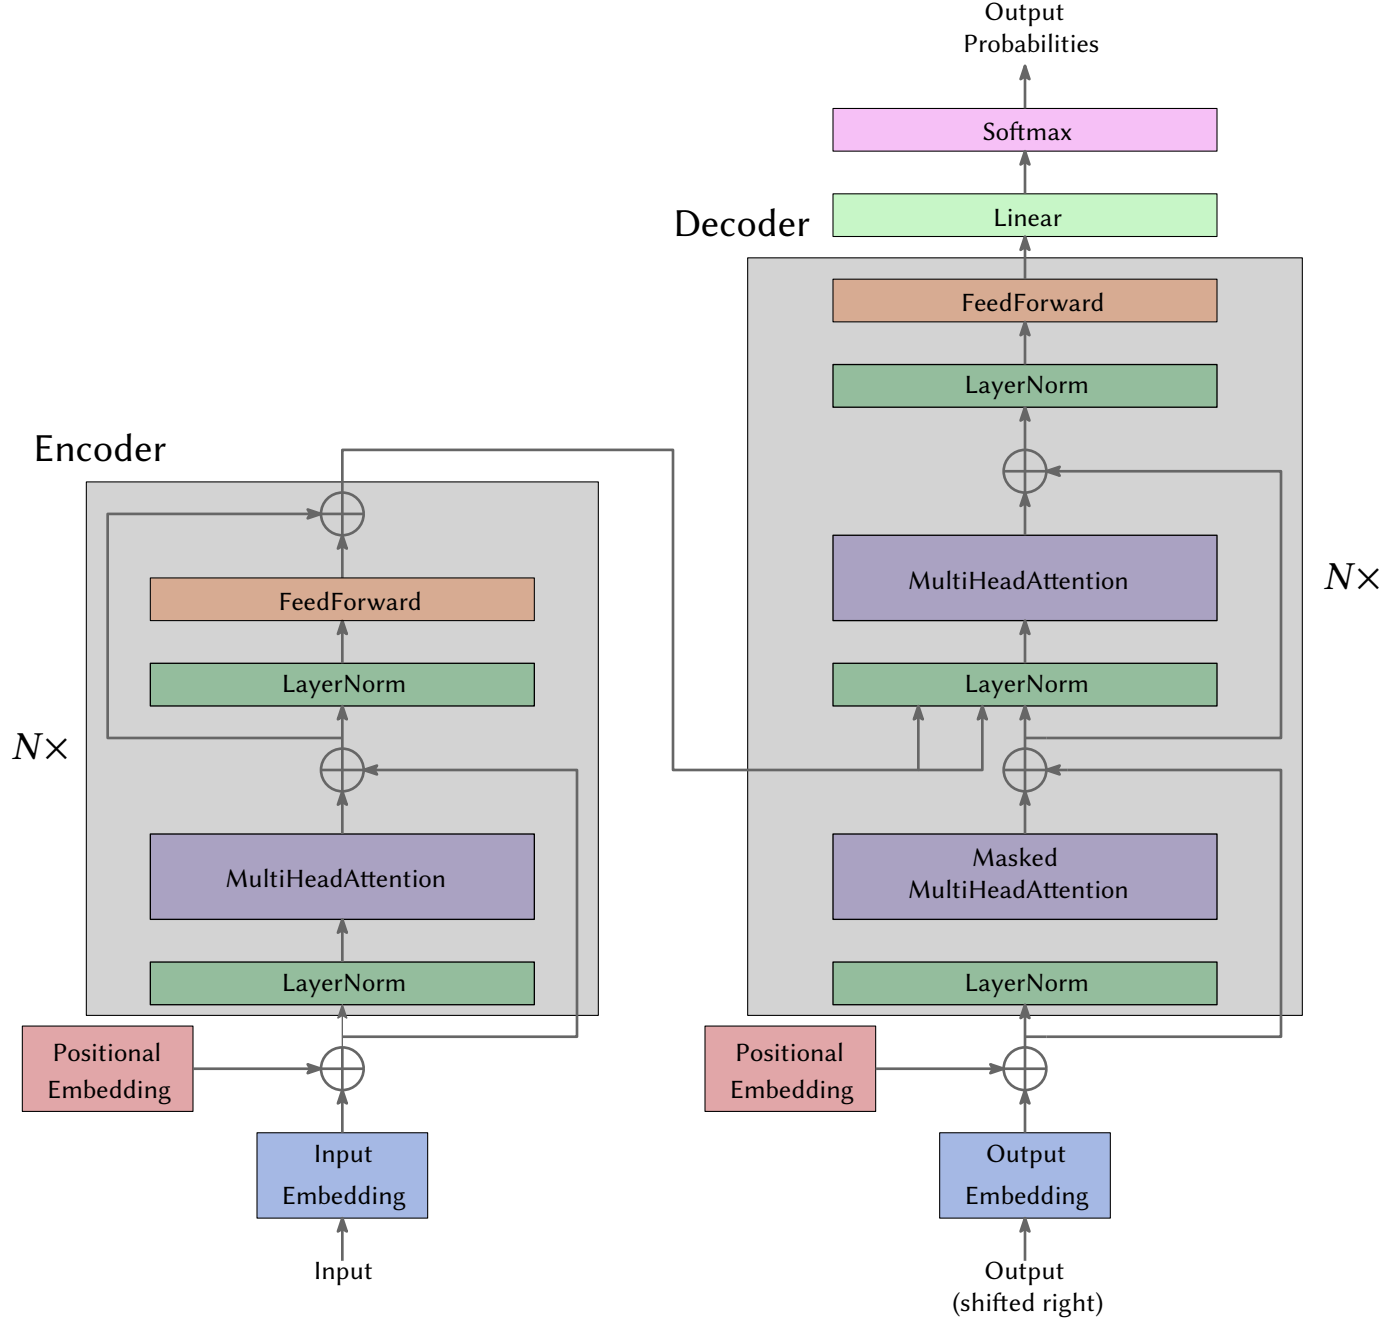 Output
Probabilities
Softmax
Linear
Decoder
FeedForward
LayerNorm
MultiHeadAttention
N×
LayerNorm
Masked
MultiHeadAttention
LayerNorm
Positional
Embedding
Output
Embedding
Output
(shifted right)
Encoder
FeedForward
LayerNorm
N×
MultiHeadAttention
LayerNorm
Positional
Embedding
Input
Embedding
Input